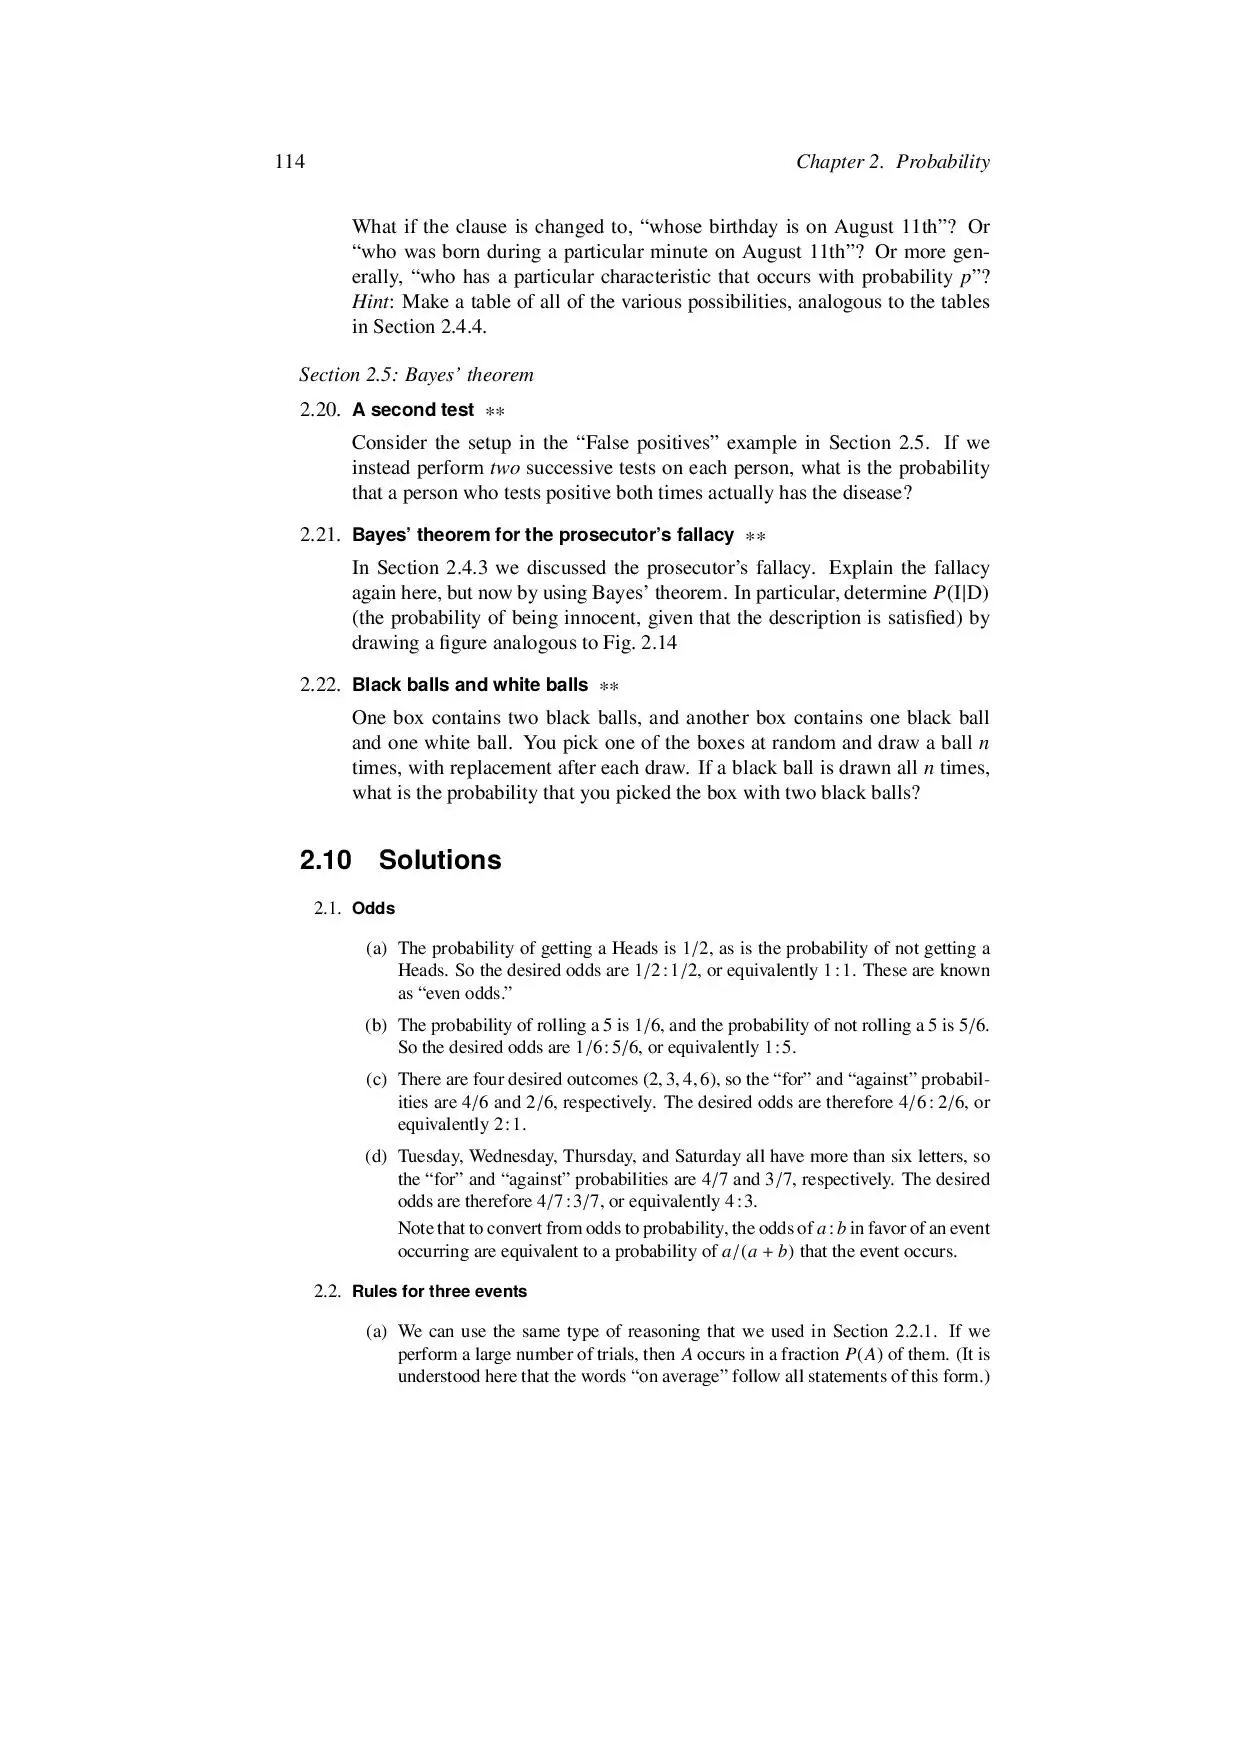 114
Chapter 2. Probability
What if the clause is changed to, “whose birthday is on August 11th”? Or
“who was born during a particular minute on August 11th”? Or more gen-
erally, “who has a particular characteristic that occurs with probability p”?
Hint: Make a table of all of the various possibilities, analogous to the tables
in Section 2.4.4.
Section 2.5: Bayes’ theorem
2.20. A second test **
Consider the setup in the “False positives” example in Section 2.5. If we
instead perform two successive tests on each person, what is the probability
that a person who tests positive both times actually has the disease?
2.21. Bayes’ theorem for the prosecutor’s fallacy **
In Section 2.4.3 we discussed the prosecutor’s fallacy. Explain the fallacy
again here, but now by using Bayes’ theorem. In particular, determine P(I|D)
(the probability of being innocent, given that the description is satisfied) by
drawing a figure analogous to Fig. 2.14
2.22. Black balls and white balls **
One box contains two black balls, and another box contains one black ball
and one white ball. You pick one of the boxes at random and draw a ball n
times, with replacement after each draw. If a black ball is drawn all n times,
what is the probability that you picked the box with two black balls?
2.10 Solutions
2.1. Odds
(a) The probability of getting a Heads is 1/2, as is the probability of not getting a
Heads. So the desired odds are 1/2 : 1/2, or equivalently 1 : 1. These are known
as “even odds.”
(b) The probability of rolling a 5 is 1/6, and the probability of not rolling a 5 is 5/6.
So the desired odds are 1/6 : 5/6, or equivalently 1 : 5.
(c) There are four desired outcomes (2, 3, 4, 6), so the “for” and “against” probabil-
ities are 4/6 and 2/6, respectively. The desired odds are therefore 4/6 : 2/6, or
equivalently 2 : 1.
(d) Tuesday, Wednesday, Thursday, and Saturday all have more than six letters, so
the “for” and “against” probabilities are 4/7 and 3/7, respectively. The desired
odds are therefore 4/7 : 3/7, or equivalently 4 : 3.
Note that to convert from odds to probability, the odds of a : b in favor of an event
occurring are equivalent to a probability of a/(a + b) that the event occurs.
2.2. Rules for three events
(a) We can use the same type of reasoning that we used in Section 2.2.1. If we
perform a large number of trials, then A occurs in a fraction P(A) of them. (It is
understood here that the words “on average” follow all statements of this form.)